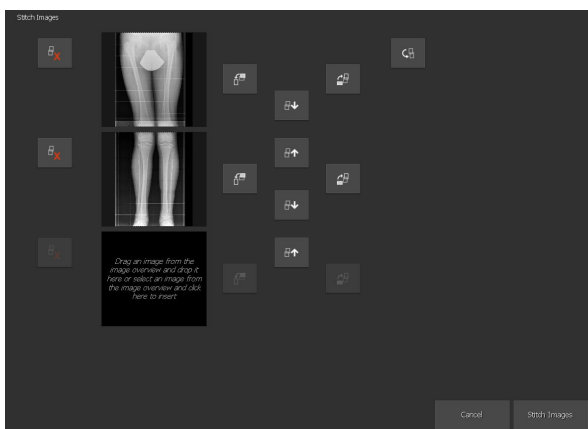 Stitch Images
Drag an image from the
image overview and drop it
here or select an image from
the image overview and click
here to insert
Cancel
Stitch Images